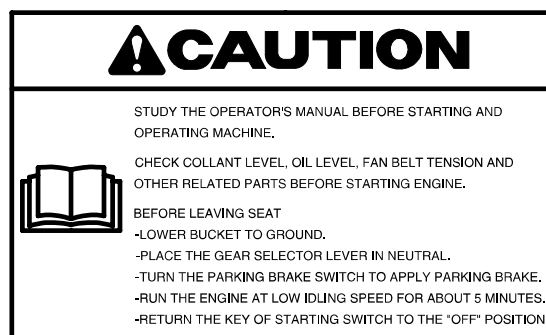 CAUTION
STUDY THE OPERATOR'S MANUAL BEFORE STARTING AND
OPERATING MACHINE.
CHECK COLLANT LEVEL, OIL LEVEL, FAN BELT TENSION AND
OTHER RELATED PARTS BEFORE STARTING ENGINE.
BEFORE LEAVING SEAT
-LOWER BUCKET TO GROUND.
-PLACE THE GEAR SELECTOR LEVER IN NEUTRAL.
-TURN THE PARKING BRAKE SWITCH TO APPLY PARKING BRAKE.
-RUN THE ENGINE AT LOW IDLING SPEED FOR ABOUT 5 MINUTES.
-RETURN THE KEY OF STARTING SWITCH TO THE "OFF" POSITION